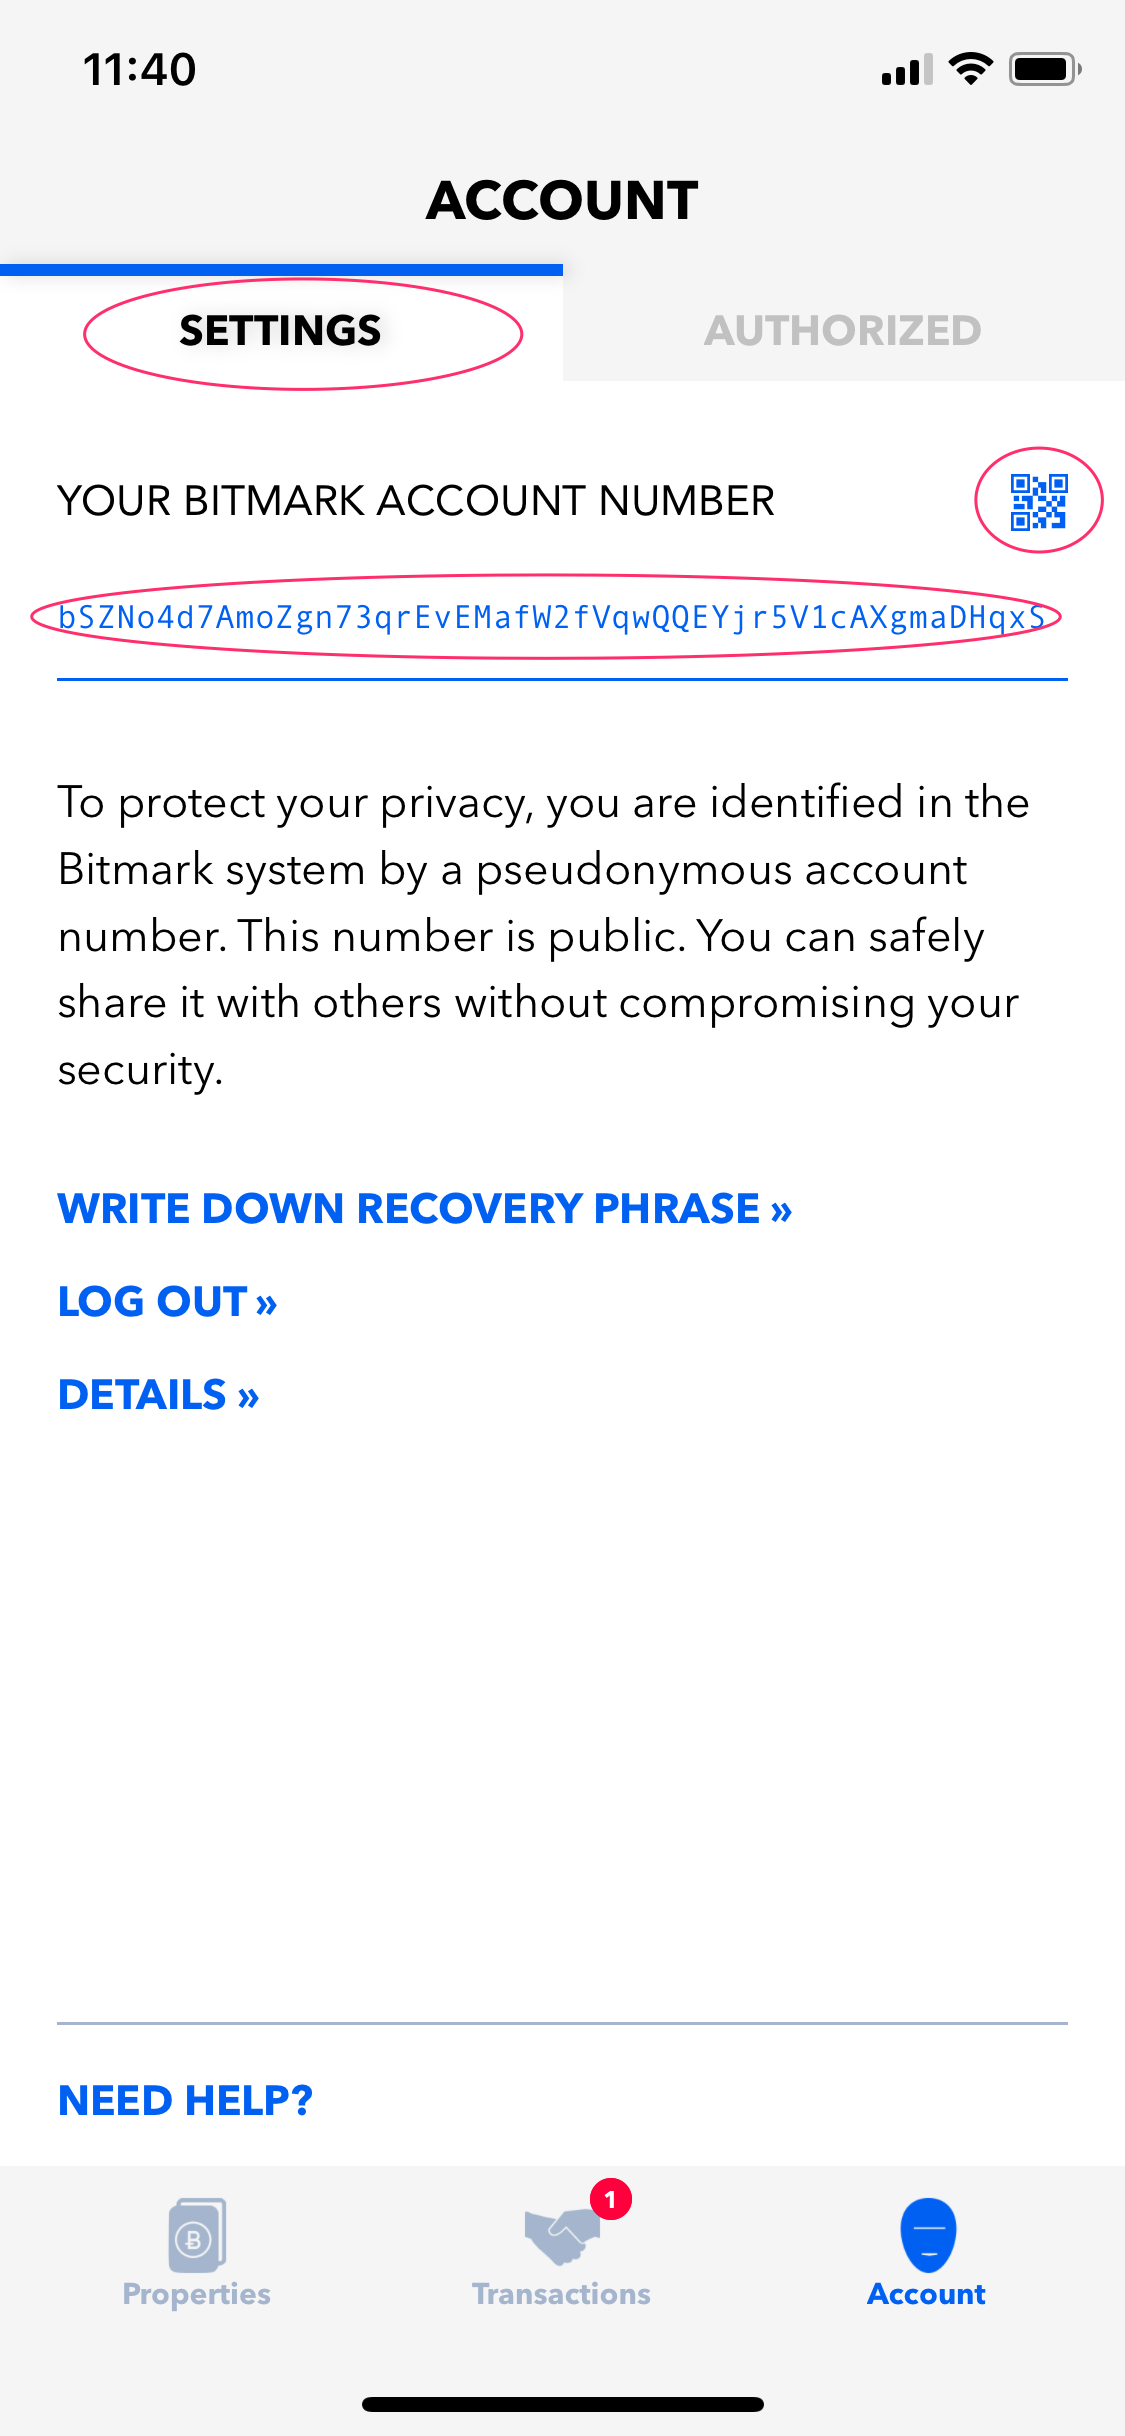 11:40
ACCOUNT
SETTINGS
AUTHORIZED
YOUR BITMARK ACCOUNT NUMBER
bSZNo4d7AmoZgn73qrEvEMafW2fVqwQQEYjr5V1cAXgmaDHqxS
To protect your privacy, you are identified in the
Bitmark system by a pseudonymous account
number. This number is public. You can safely
share it with others without compromising your
security.
WRITE DOWN RECOVERY PHRASE »
LOG OUT »
DETAILS »
NEED HELP?
1
Properties
Transactions
Account